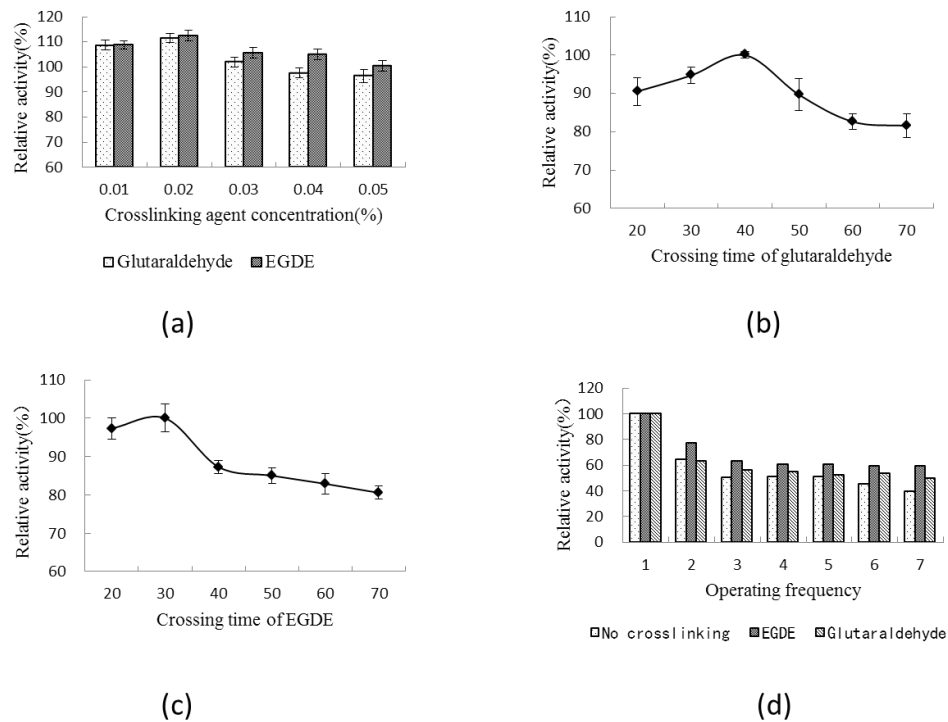 Relative activity(%)
120
110
100
90
80
70
60
0.01 0.02 0.03 0.04 0.05
Crosslinking agent concentration(%)
Glutaraldehyde EGDE
(a)
Relative activity(%)
110
100
90
80
70
60
20 30 40 50 60 70
Crossing time of glutaraldehyde
(b)
Relative activity(%)
110
100
90
80
70
60
20 30 40 50 60 70
Crossing time of EGDE
(c)
Relative activity(%)
120
100
80
60
40
20
0
1 2 3 4 5 6 7
Operating frequency
No crosslinking EGDE Glutaraldehyde
(d)